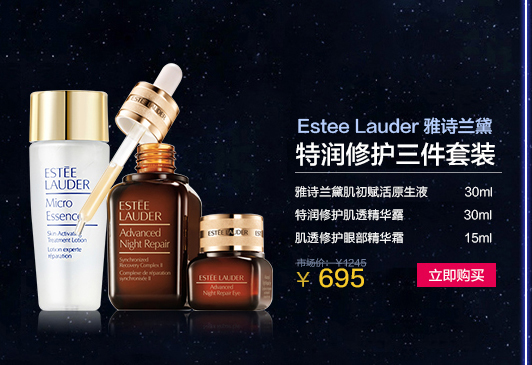 Estee Lauder 雅诗兰黛
特润修护三件套装
雅诗兰黛肌初赋活原生液 30ml
特润修护肌透精华露 30ml
肌透修护眼部精华霜 15ml
市场价：￥1245
￥ 695
立即购买
ESTĒE
LAUDER
Micro
Essence
Skin Activating
Treatment Lotion
Lotion experte
réparation
ESTĒE
LAUDER
Advanced
Night Repair
Synchronized
Recovery Complex II
Complexe de réparation
synchronisée II
ESTĒE LAUDER
Advanced
Night Repair Eye